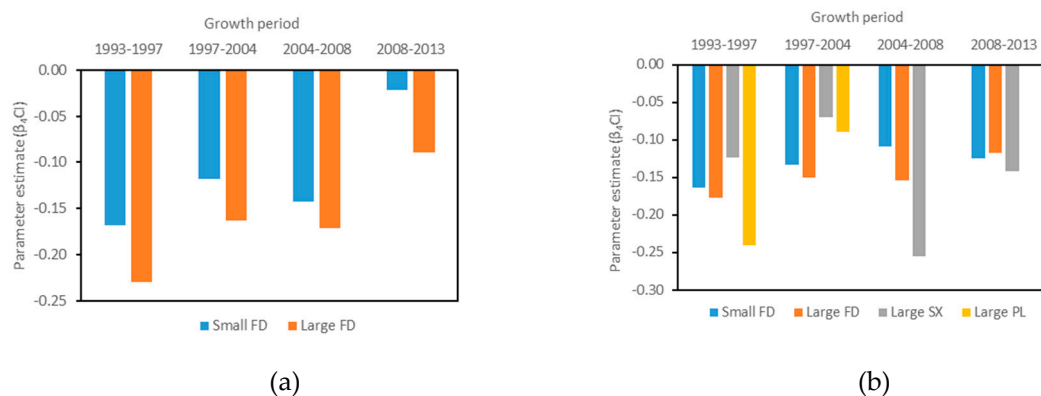 Growth period
1993-1997 1997-2004 2004-2008 2008-2013
0.00
-0.05
-0.10
-0.15
-0.20
-0.25
Parameter estimate (β₄CI)
Small FD Large FD
(a)
Growth period
1993-1997 1997-2004 2004-2008 2008-2013
0.00
-0.05
-0.10
-0.15
-0.20
-0.25
-0.30
Parameter estimate (β₄CI)
Small FD Large FD Large SX Large PL
(b)